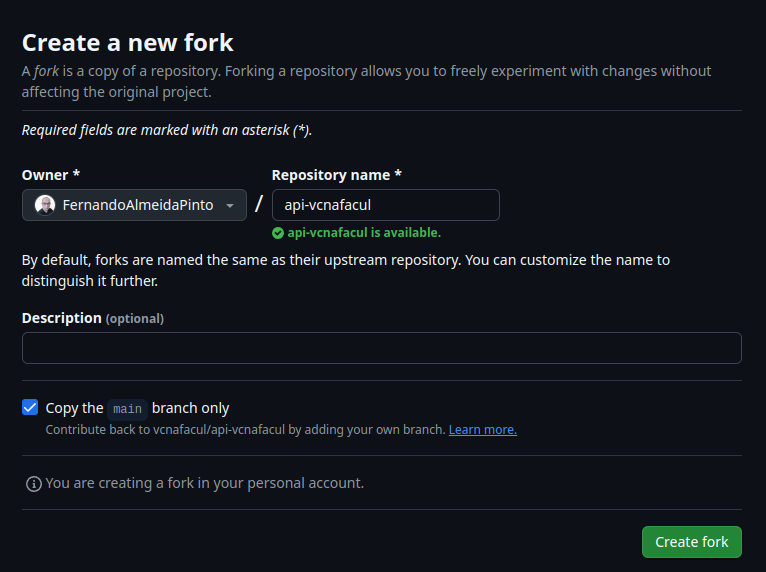 Create a new fork
A fork is a copy of a repository. Forking a repository allows you to freely experiment with changes without
affecting the original project.
Required fields are marked with an asterisk (*).
Owner * Repository name *
FernandoAlmeidaPinto / api-vcnafacul
api-vcnafacul is available.
By default, forks are named the same as their upstream repository. You can customize the name to
distinguish it further.
Description (optional)
Copy the main branch only
Contribute back to vcnafacul/api-vcnafacul by adding your own branch. Learn more.
You are creating a fork in your personal account.
Create fork